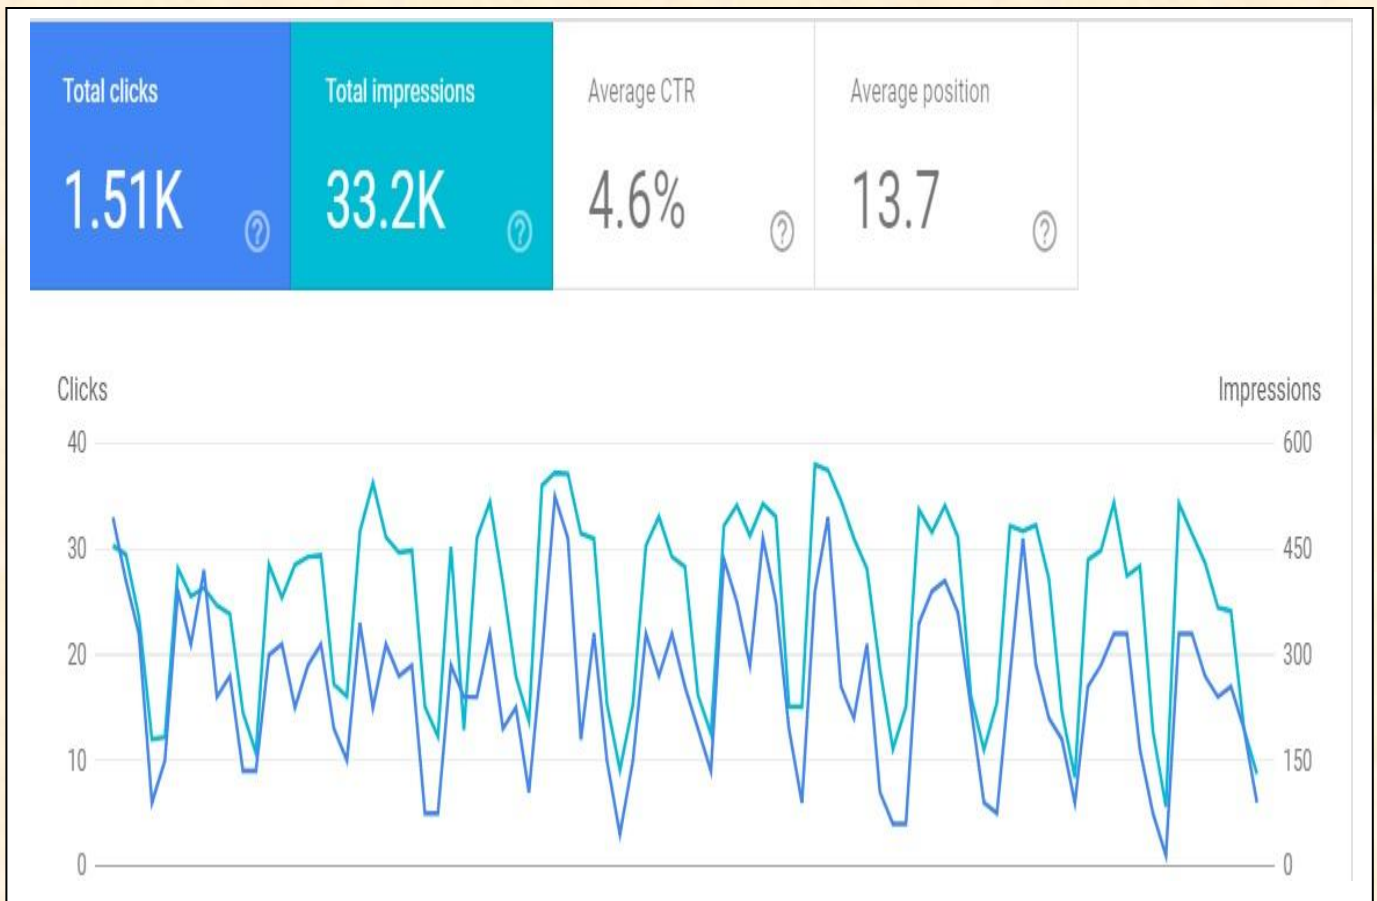 Total clicks
1.51K
?
Total impressions
33.2K
?
Average CTR
4.6%
?
Average position
13.7
?
Clicks
Impressions
40
600
30
450
20
300
10
150
0
0